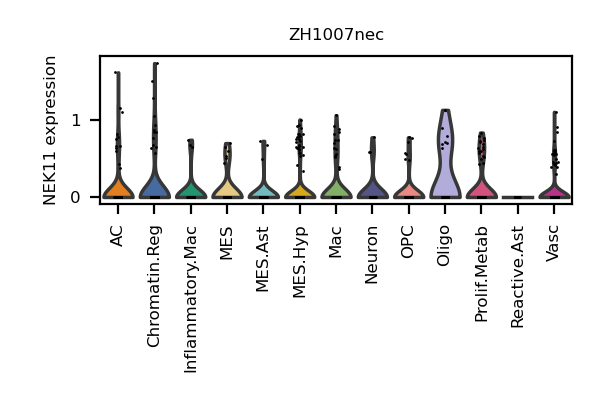 ZH1007nec
NEK11 expression
1
0
AC
Chromatin.Reg
Inflammatory.Mac
MES
MES.Ast
MES.Hyp
Mac
Neuron
OPC
Oligo
Prolif.Metab
Reactive.Ast
Vasc